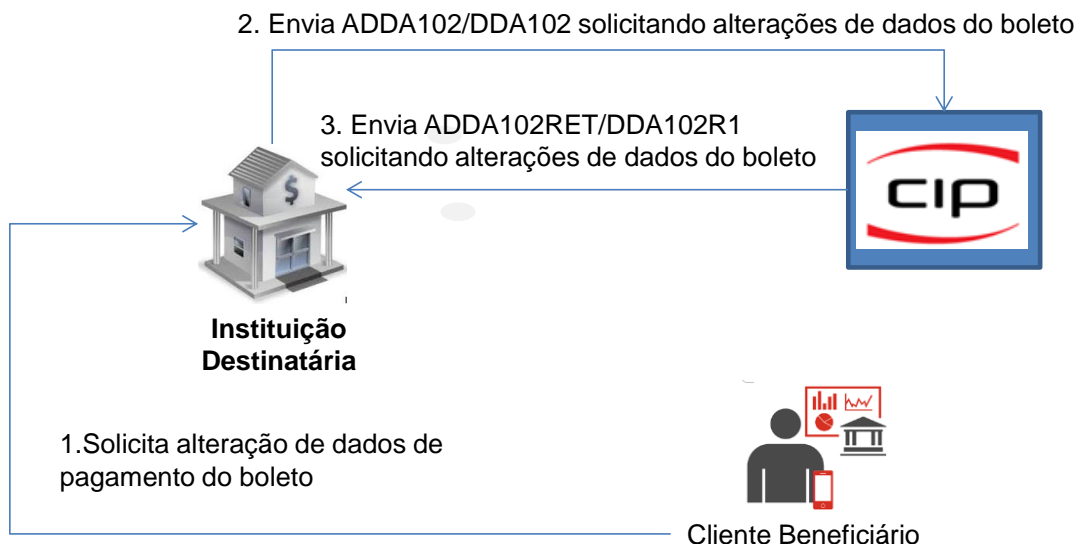 2. Envia ADDA102/DDA102 solicitando alterações de dados do boleto
3. Envia ADDA102RET/DDA102R1
solicitando alterações de dados do boleto
cip
$
Instituição
Destinatária
1.Solicita alteração de dados de
pagamento do boleto
Cliente Beneficiário